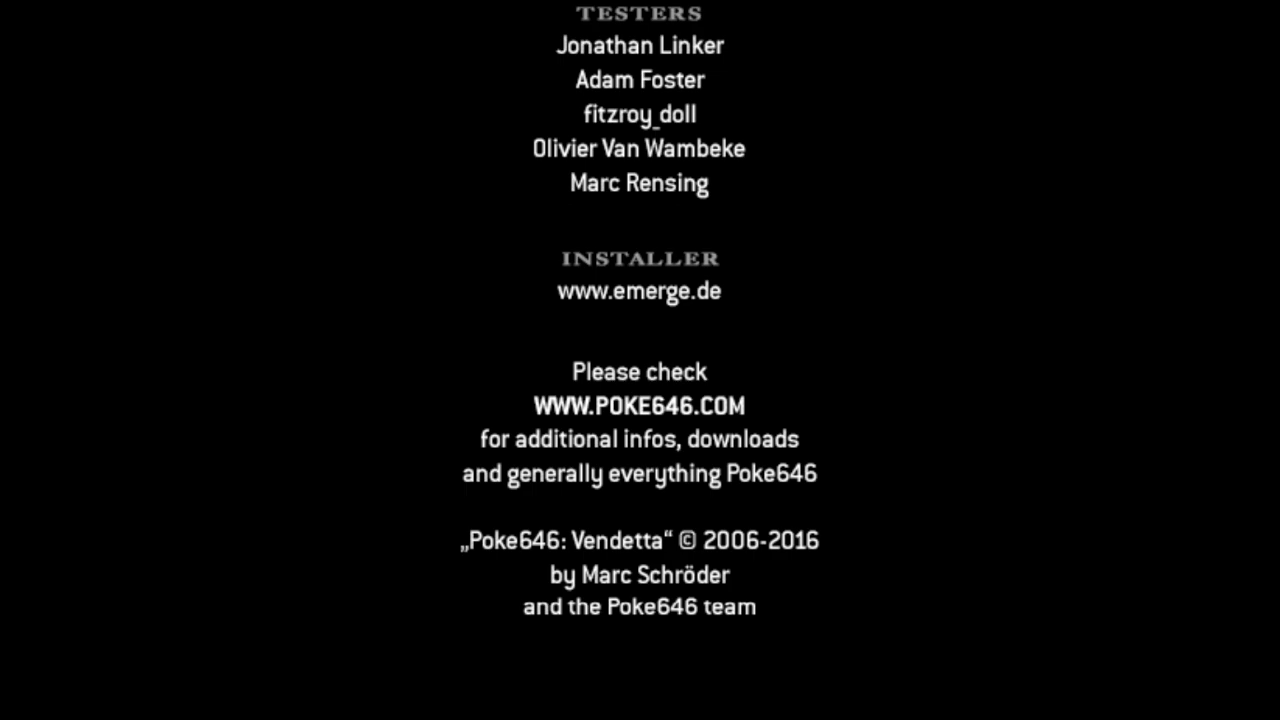 TESTERS
Jonathan Linker
Adam Foster
fitzroy_doll
Olivier Van Wambeke
Marc Rensing
INSTALLER
www.emerge.de
Please check
WWW.POKE646.COM
for additional infos, downloads
and generally everything Poke646
„Poke646: Vendetta“ © 2006-2016
by Marc Schröder
and the Poke646 team